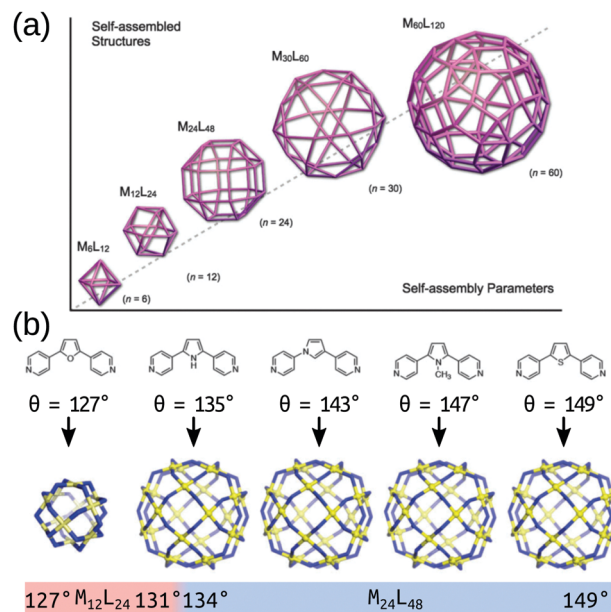 (a)
Self-assembled
Structures
M60L120
M30L60
M24L48
M12L24
M6L12
(n = 60)
(n = 30)
(n = 24)
(n = 12)
(n = 6)
Self-assembly Parameters
(b)
N O N
N N H N
N N N
N N CH3 N
N S N
θ = 127° θ = 135° θ = 143° θ = 147° θ = 149°
127° M12L24 131° 134° M24L48 149°